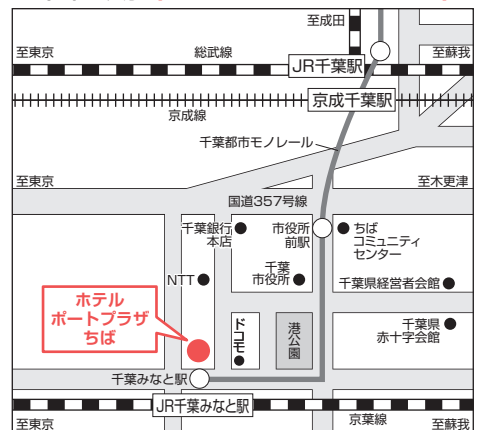 至成田
至東京
総武線
JR千葉駅
至蘇我
京成千葉駅
京成線
千葉都市モノレール
至東京
至木更津
国道357号線
千葉銀行
本店
市役所
前駅
ちば
コミュニティ
センター
千葉
市役所
NTT
千葉県経営者会館
ホテル
ポートプラザ
ちば
ドコモ
港公園
千葉県
赤十字会館
千葉みなと駅
JR千葉みなと駅
京葉線
至東京
至蘇我